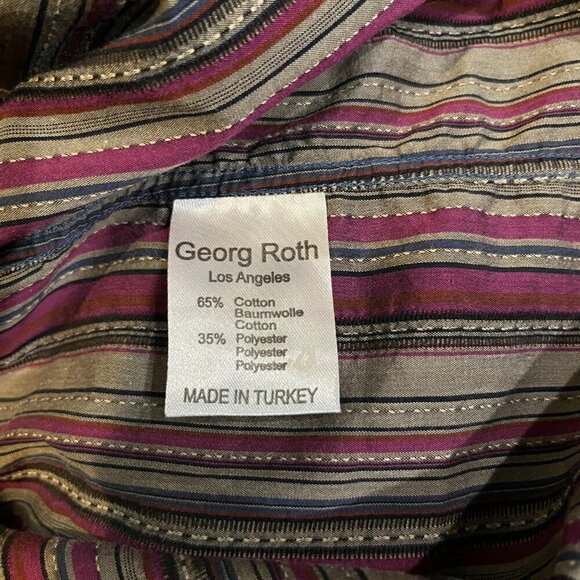 Georg Roth
Los Angeles
65% Cotton
Baumwolle
Cotton
35% Polyester
Polyester
Polyester
MADE IN TURKEY